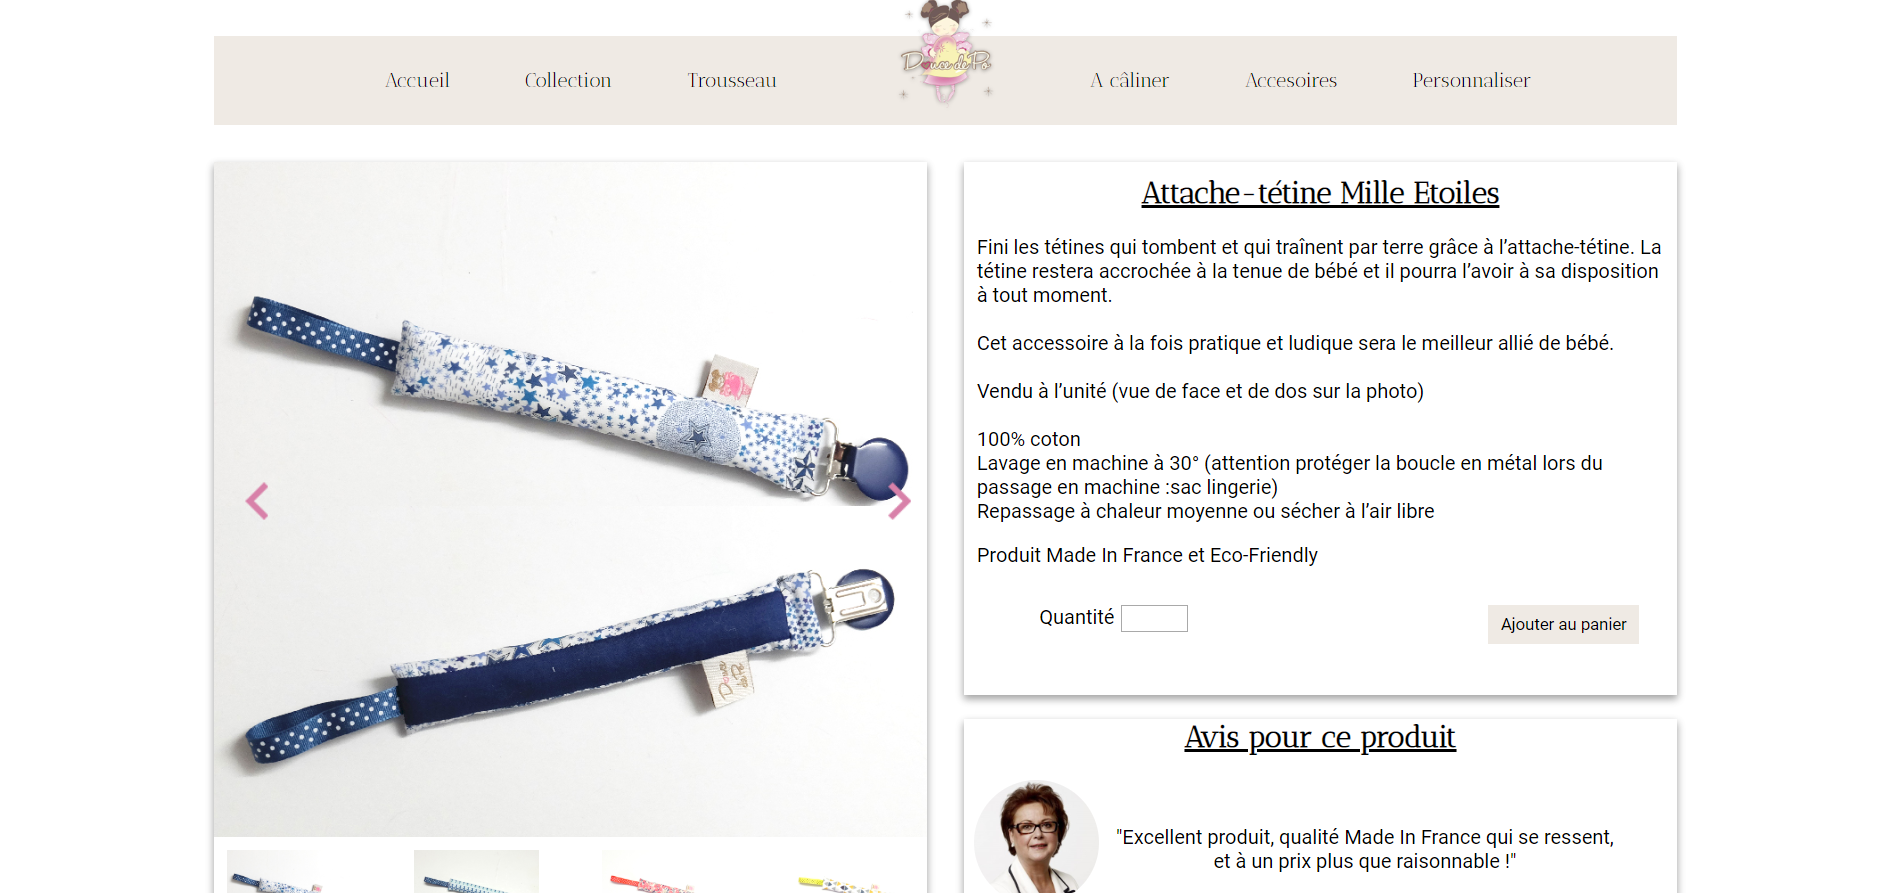 Douce de Po
Accueil
Collection
Trousseau
A câliner
Accesoires
Personnaliser
Attache-tétine Mille Etoiles
Fini les tétines qui tombent et qui traînent par terre grâce à l’attache-tétine. La
tétine restera accrochée à la tenue de bébé et il pourra l’avoir à sa disposition
à tout moment.
Cet accessoire à la fois pratique et ludique sera le meilleur allié de bébé.
Vendu à l’unité (vue de face et de dos sur la photo)
100% coton
Lavage en machine à 30° (attention protéger la boucle en métal lors du
passage en machine :sac lingerie)
Repassage à chaleur moyenne ou sécher à l’air libre
Produit Made In France et Eco-Friendly
Quantité
Ajouter au panier
Douce
de Po
Avis pour ce produit
"Excellent produit, qualité Made In France qui se ressent,
et à un prix plus que raisonnable !"